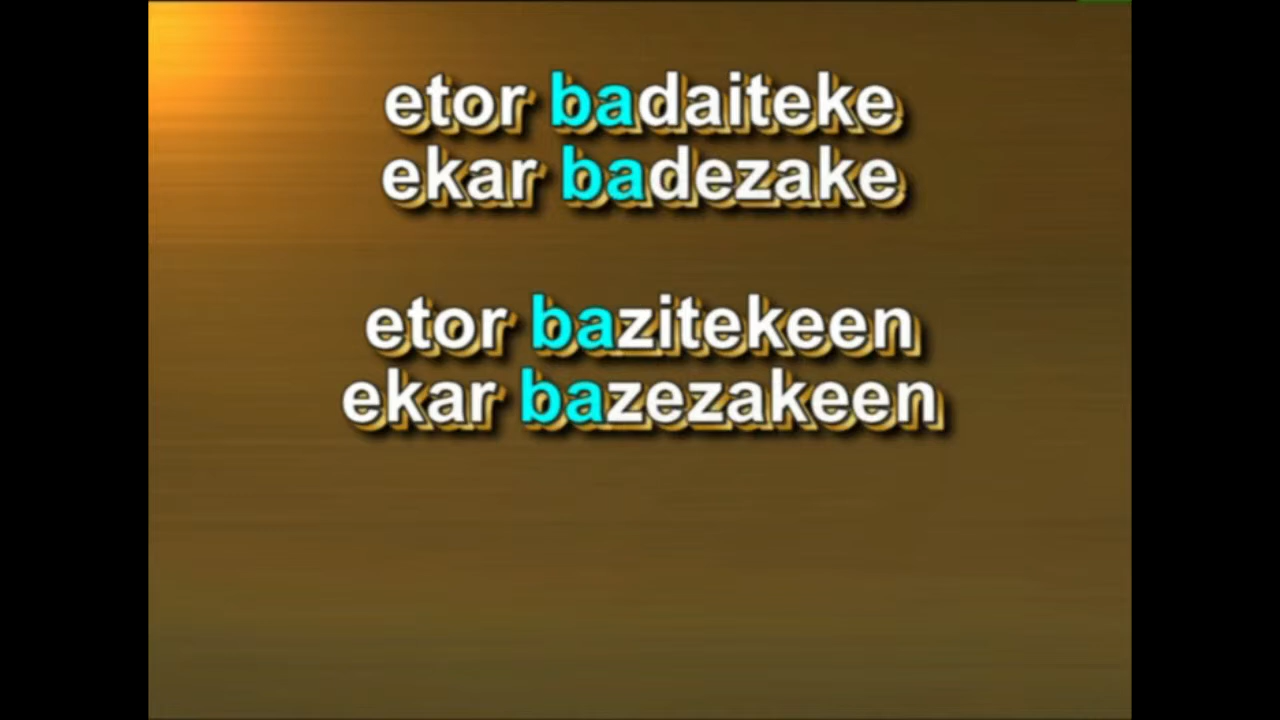 etor badaiteke
ekar badezake
etor bazitekeen
ekar bazezakeen